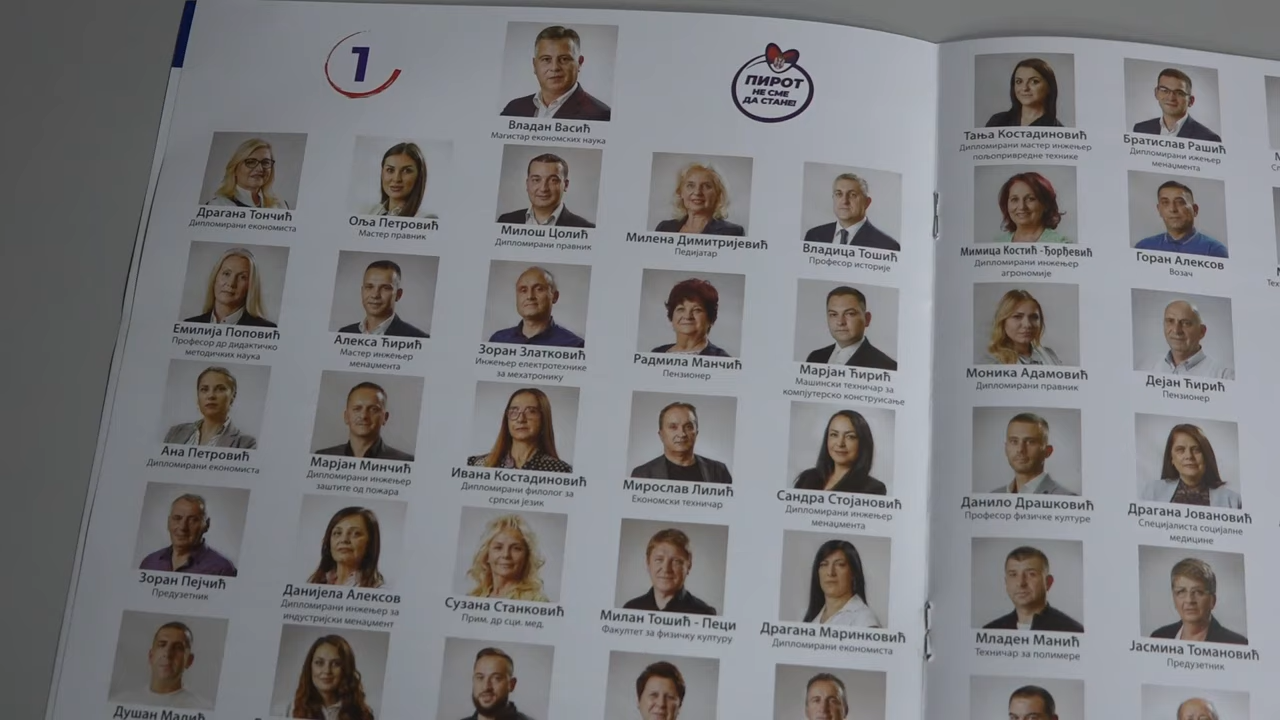 1
ПИРОТ
НЕ СМЕ
ДА СТАНЕ!
Владан Васић
Магистар економских наука
Драгана Тончић
Дипломирани економиста
Оља Петровић
Мастер правник
Милош Цолић
Дипломирани правник
Милена Димитријевић
Педијатар
Владица Тошић
Професор историје
Емилија Поповић
Професор др дидактичко
методичких наука
Алекса Ћирић
Мастер инжењер
менаџмента
Зоран Златковић
Инжењер електротехнике
за мехатронику
Радмила Манчић
Пензионер
Марјан Ћирић
Машински техничар за
компјутерско конструисање
Ана Петровић
Дипломирани економиста
Марјан Минчић
Дипломирани инжењер
заштите од пожара
Ивана Костадиновић
Дипломирани филолог за
српски језик
Мирослав Лилић
Економски техничар
Сандра Стојановић
Дипломирани инжењер
менаџмента
Зоран Пејчић
Предузетник
Данијела Алексов
Дипломирани инжењер за
индустријски менаџмент
Сузана Станковић
Прим. др сци. мед.
Милан Тошић - Пеци
Факултет за физичку културу
Драгана Маринковић
Дипломирани економиста
Душан Манић
Тања Костадиновић
Дипломирани мастер инжењер
пољопривредне технике
Братислав Рашић
Дипломирани ижењер
менаџмента
Мимица Костић -Ђорђевић
Дипломирани инжењер
агрономије
Горан Алексов
Возач
Моника Адамовић
Дипломирани правник
Дејан Ћирић
Пензионер
Данило Драшковић
Професор физичке културе
Драгана Јовановић
Специјалиста социјалне
медицине
Младен Манић
Техничар за полимере
Јасмина Томановић
Предузетник